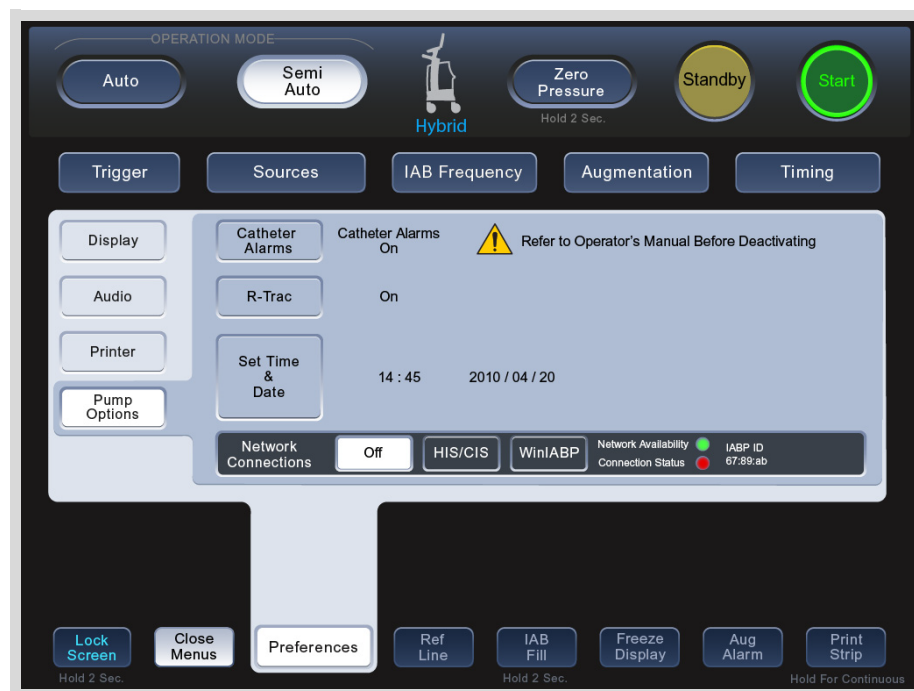 OPERATION MODE
Auto
Semi
Auto
Hybrid
Zero
Pressure
Hold 2 Sec.
Standby
Start
Trigger
Sources
IAB Frequency
Augmentation
Timing
Display
Catheter
Alarms
Catheter Alarms
On
Refer to Operator's Manual Before Deactivating
Audio
R-Trac
On
Printer
Set Time
&
Date
14 : 45
2010 / 04 / 20
Pump
Options
Network
Connections
Off
HIS/CIS
WinIABP
Network Availability
Connection Status
IABP ID
67:89:ab
Lock
Screen
Hold 2 Sec.
Close
Menus
Preferences
Ref
Line
IAB
Fill
Hold 2 Sec.
Freeze
Display
Aug
Alarm
Print
Strip
Hold For Continuous